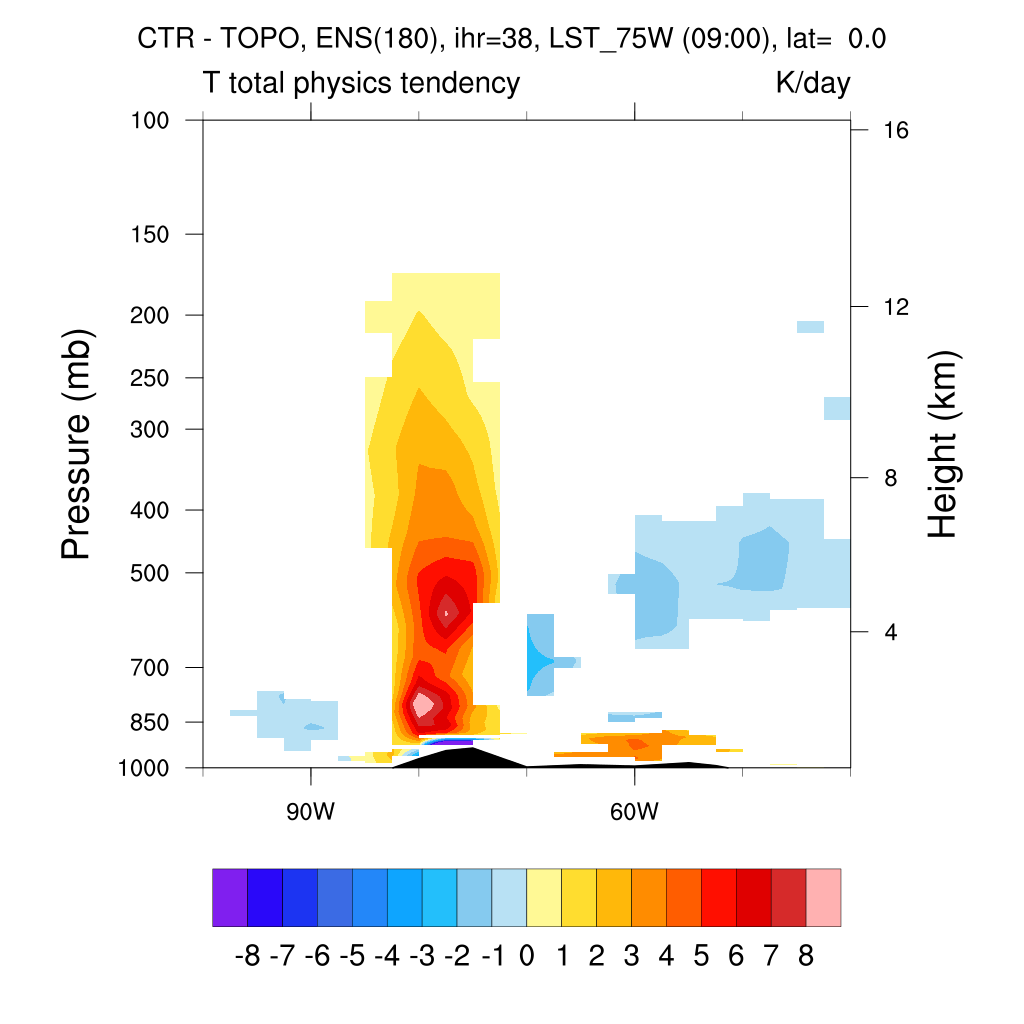 CTR - TOPO, ENS(180), ihr=38, LST_75W (09:00), lat=  0.0
T total physics tendency K/day
100
150
200
250
300
400
500
700
850
1000
Pressure (mb)
16
12
8
4
Height (km)
90W 60W
-8 -7 -6 -5 -4 -3 -2 -1 0 1 2 3 4 5 6 7 8